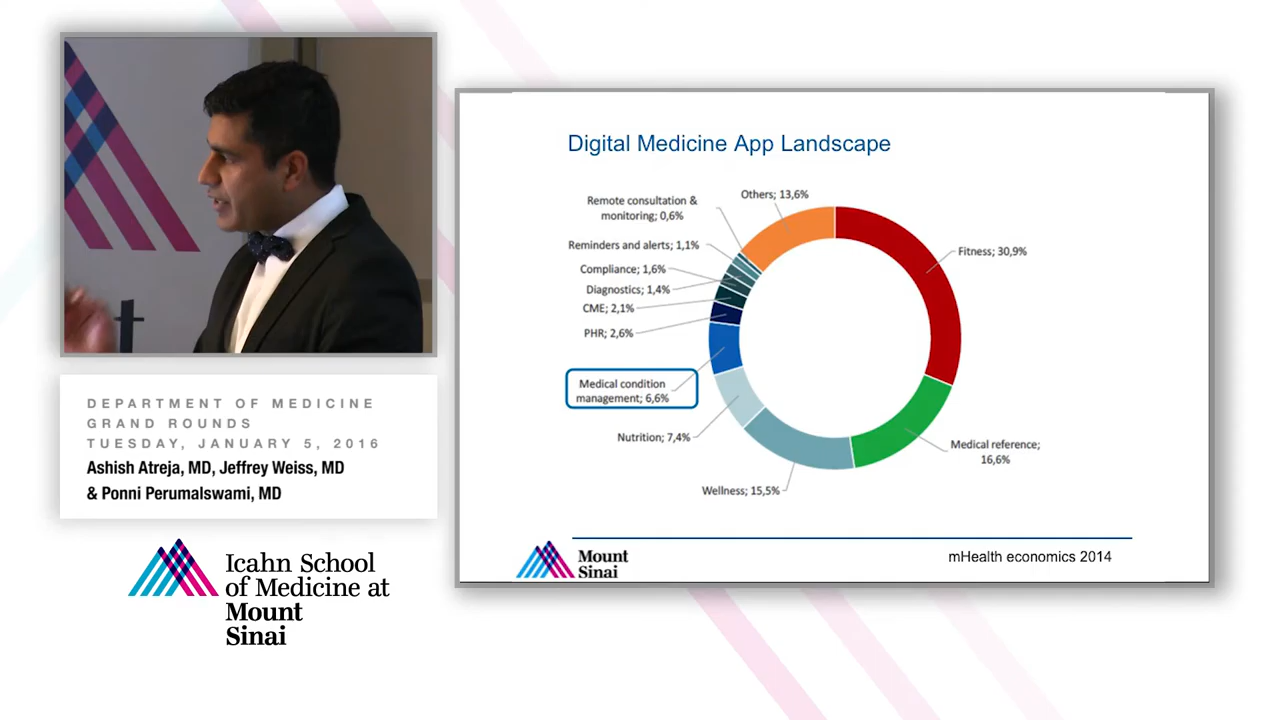 DEPARTMENT OF MEDICINE
GRAND ROUNDS
TUESDAY, JANUARY 5, 2016
Ashish Atreja, MD, Jeffrey Weiss, MD
& Ponni Perumalswami, MD
Icahn School
of Medicine at
Mount
Sinai
Digital Medicine App Landscape
Others; 13,6%
Remote consultation &
monitoring; 0,6%
Reminders and alerts; 1,1%
Compliance; 1,6%
Diagnostics; 1,4%
CME; 2,1%
PHR; 2,6%
Medical condition
management; 6,6%
Nutrition; 7,4%
Wellness; 15,5%
Fitness; 30,9%
Medical reference;
16,6%
Mount
Sinai
mHealth economics 2014